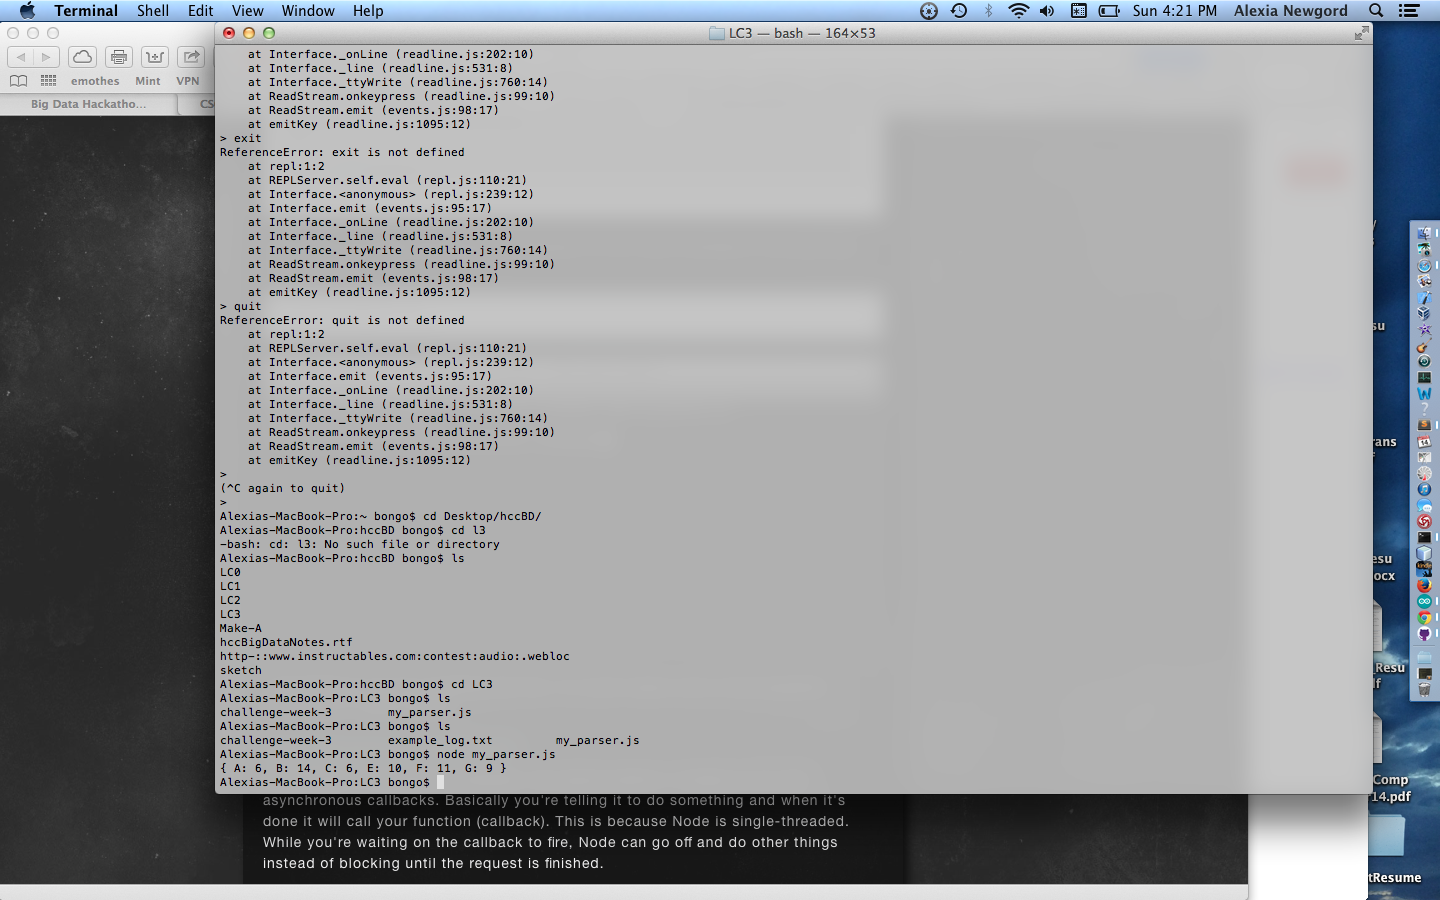 Terminal Shell Edit View Window Help Sun 4:21 PM Alexia Newgord
LC3 — bash — 164×53
emothes Mint VPN
Big Data Hackatho...
    at Interface._onLine (readline.js:202:10)
    at Interface._line (readline.js:531:8)
    at Interface._ttyWrite (readline.js:760:14)
    at ReadStream.onkeypress (readline.js:99:10)
    at ReadStream.emit (events.js:98:17)
    at emitKey (readline.js:1095:12)
> exit
ReferenceError: exit is not defined
    at repl:1:2
    at REPLServer.self.eval (repl.js:110:21)
    at Interface.<anonymous> (repl.js:239:12)
    at Interface.emit (events.js:95:17)
    at Interface._onLine (readline.js:202:10)
    at Interface._line (readline.js:531:8)
    at Interface._ttyWrite (readline.js:760:14)
    at ReadStream.onkeypress (readline.js:99:10)
    at ReadStream.emit (events.js:98:17)
    at emitKey (readline.js:1095:12)
> quit
ReferenceError: quit is not defined
    at repl:1:2
    at REPLServer.self.eval (repl.js:110:21)
    at Interface.<anonymous> (repl.js:239:12)
    at Interface.emit (events.js:95:17)
    at Interface._onLine (readline.js:202:10)
    at Interface._line (readline.js:531:8)
    at Interface._ttyWrite (readline.js:760:14)
    at ReadStream.onkeypress (readline.js:99:10)
    at ReadStream.emit (events.js:98:17)
    at emitKey (readline.js:1095:12)
>
(^C again to quit)
>
Alexias-MacBook-Pro:~ bongo$ cd Desktop/hccBD/
Alexias-MacBook-Pro:hccBD bongo$ cd l3
-bash: cd: l3: No such file or directory
Alexias-MacBook-Pro:hccBD bongo$ ls
LC0
LC1
LC2
LC3
Make-A
hccBigDataNotes.rtf
http-::www.instructables.com:contest:audio:.webloc
sketch
Alexias-MacBook-Pro:hccBD bongo$ cd LC3
Alexias-MacBook-Pro:LC3 bongo$ ls
challenge-week-3        my_parser.js
Alexias-MacBook-Pro:LC3 bongo$ ls
challenge-week-3        example_log.txt         my_parser.js
Alexias-MacBook-Pro:LC3 bongo$ node my_parser.js
{ A: 6, B: 14, C: 6, E: 10, F: 11, G: 9 }
Alexias-MacBook-Pro:LC3 bongo$
asynchronous callbacks. Basically you're telling it to do something and when it's
done it will call your function (callback). This is because Node is single-threaded.
While you're waiting on the callback to fire, Node can go off and do other things
instead of blocking until the request is finished.
su
rans
esu
ocx
_Resu
Comp
14.pdf
tResume